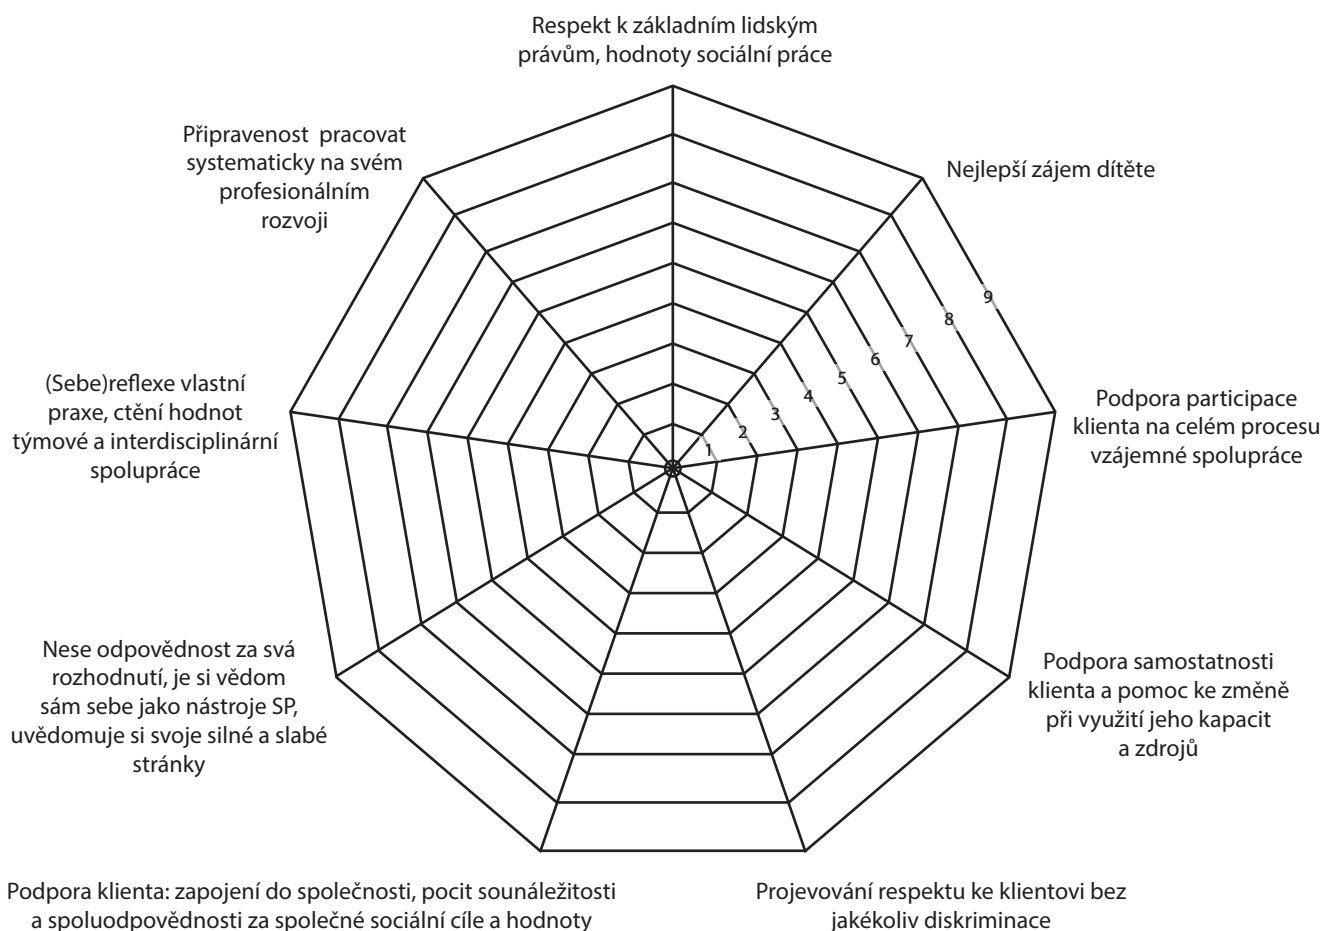 Respekt k základním lidským
právům, hodnoty sociální práce
Připravenost pracovat
systematicky na svém
profesionálním
rozvoji
Nejlepší zájem dítěte
9
8
7
6
5
4
3
2
1
(Sebe)reflexe vlastní
praxe, ctění hodnot
týmové a interdisciplinární
spolupráce
Podpora participace
klienta na celém procesu
vzájemné spolupráce
Nese odpovědnost za svá
rozhodnutí, je si vědom
sám sebe jako nástroje SP,
uvědomuje si svoje silné a slabé
stránky
Podpora samostatnosti
klienta a pomoc ke změně
při využití jeho kapacit
a zdrojů
Podpora klienta: zapojení do společnosti, pocit sounáležitosti
a spoluodpovědnosti za společné sociální cíle a hodnoty
Projevování respektu ke klientovi bez
jakékoliv diskriminace